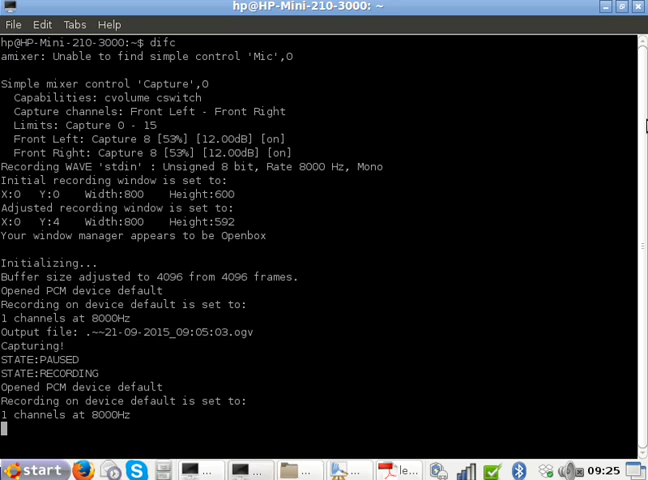 hp@HP-Mini-210-3000: ~
File Edit Tabs Help
hp@HP-Mini-210-3000:~$ difc
amixer: Unable to find simple control 'Mic',0
Simple mixer control 'Capture',0
Capabilities: cvolume cswitch
Capture channels: Front Left - Front Right
Limits: Capture 0 - 15
Front Left: Capture 8 [53%] [12.00dB] [on]
Front Right: Capture 8 [53%] [12.00dB] [on]
Recording WAVE 'stdin' : Unsigned 8 bit, Rate 8000 Hz, Mono
Initial recording window is set to:
X:0 Y:0 Width:800 Height:600
Adjusted recording window is set to:
X:0 Y:4 Width:800 Height:592
Your window manager appears to be Openbox
Initializing...
Buffer size adjusted to 4096 from 4096 frames.
Opened PCM device default
Recording on device default is set to:
1 channels at 8000Hz
Output file: .~~21-09-2015_09:05:03.ogv
Capturing!
STATE:PAUSED
STATE:RECORDING
Opened PCM device default
Recording on device default is set to:
1 channels at 8000Hz
start ... ... ... ... le... 09:25